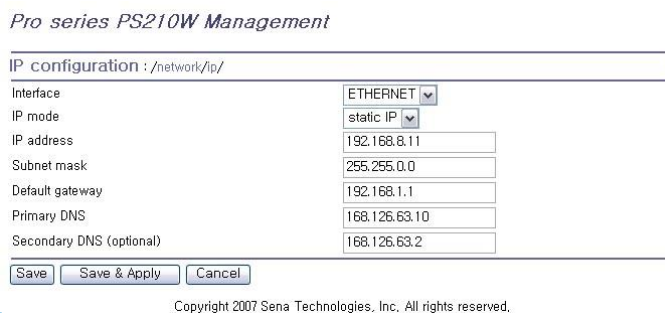 Pro series PS210W Management
IP configuration : /network/ip/
Interface ETHERNET
IP mode static IP
IP address 192.168.8.11
Subnet mask 255.255.0.0
Default gateway 192.168.1.1
Primary DNS 168.126.63.10
Secondary DNS (optional) 168.126.63.2
Save Save & Apply Cancel
Copyright 2007 Sena Technologies, Inc. All rights reserved.